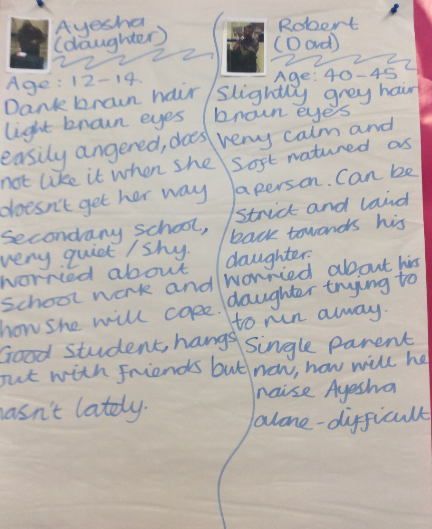 Ayesha
(daughter)
Age: 12-14
Dark brain hair
light brain eyes
easily angered, does
not like it when she
doesn't get her way
Secondary school,
very quiet / shy.
worried about
School work and
how she will cope.
Good student, hangs
out with friends but
hasn't lately.
Robert
(Dad)
Age: 40-45
Slightly grey hair
brain eyes
very calm and
soft natured as
a person. Can be
strict and laid
back towards his
daughter.
worried about his
daughter trying to
to run away.
Single parent
now, how will he
raise Ayesha
alone - difficult